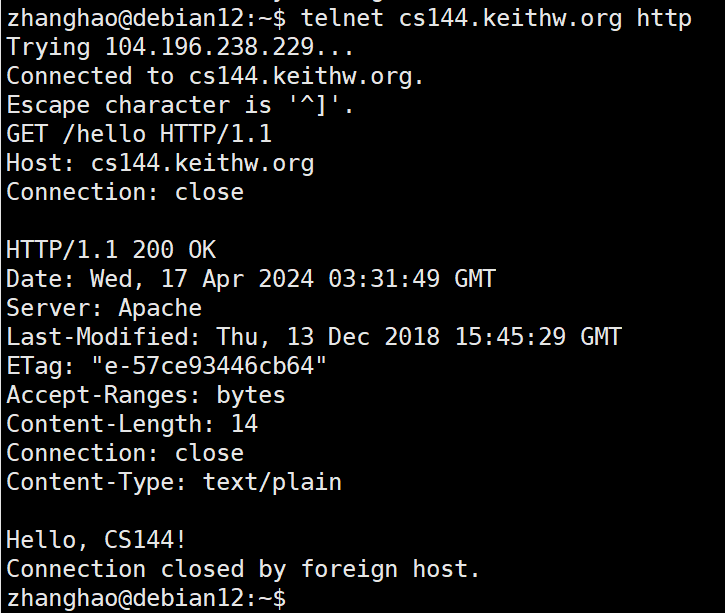 zhanghao@debian12:~$ telnet cs144.keithw.org http
Trying 104.196.238.229...
Connected to cs144.keithw.org.
Escape character is '^]'.
GET /hello HTTP/1.1
Host: cs144.keithw.org
Connection: close

HTTP/1.1 200 OK
Date: Wed, 17 Apr 2024 03:31:49 GMT
Server: Apache
Last-Modified: Thu, 13 Dec 2018 15:45:29 GMT
ETag: "e-57ce93446cb64"
Accept-Ranges: bytes
Content-Length: 14
Connection: close
Content-Type: text/plain

Hello, CS144!
Connection closed by foreign host.
zhanghao@debian12:~$